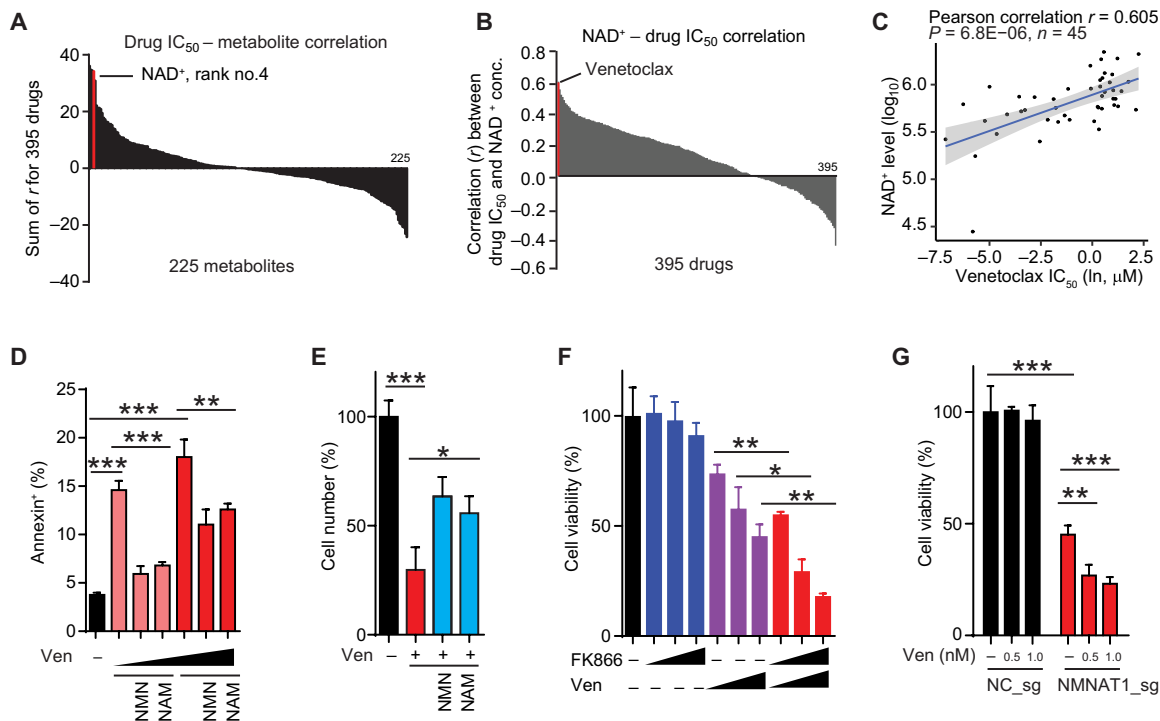 A
Drug IC50 – metabolite correlation
NAD+, rank no.4
Sum of r for 395 drugs
40
20
0
–20
–40
225
225 metabolites
B
NAD+ – drug IC50 correlation
Venetoclax
Correlation (r) between
drug IC50 and NAD + conc.
0.8
0.6
0.4
0.2
0.0
–0.2
–0.4
–0.6
395
395 drugs
C
Pearson correlation r = 0.605
P = 6.8E–06, n = 45
NAD+ level (log10)
6.0
5.5
5.0
4.5
–7.5 –5.0 –2.5 0.0 2.5
Venetoclax IC50 (ln, μM)
D
Annexin+ (%)
25
20
15
10
5
0
*** **
***
***
Ven –
NMN NAM NMN NAM
E
Cell number (%)
100
50
0
***
*
Ven – + + +
NMN NAM
F
Cell viability (%)
100
50
0
**
*
**
FK866 – – – –
Ven – – – –
G
Cell viability (%)
100
50
0
***
***
**
Ven (nM) – 0.5 1.0 – 0.5 1.0
NC_sg NMNAT1_sg